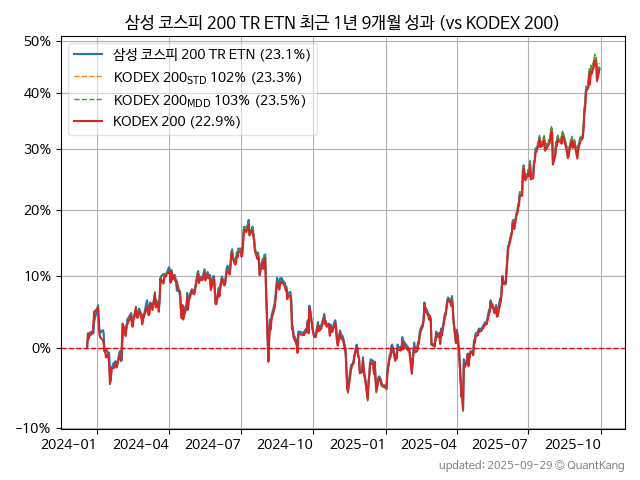 삼성 코스피 200 TR ETN 최근 1년 9개월 성과 (vs KODEX 200)
50%
40%
30%
20%
10%
0%
−10%
삼성 코스피 200 TR ETN (23.1%)
KODEX 200STD 102% (23.3%)
KODEX 200MDD 103% (23.5%)
KODEX 200 (22.9%)
2024-01 2024-04 2024-07 2024-10 2025-01 2025-04 2025-07 2025-10
updated: 2025-09-29 © QuantKang